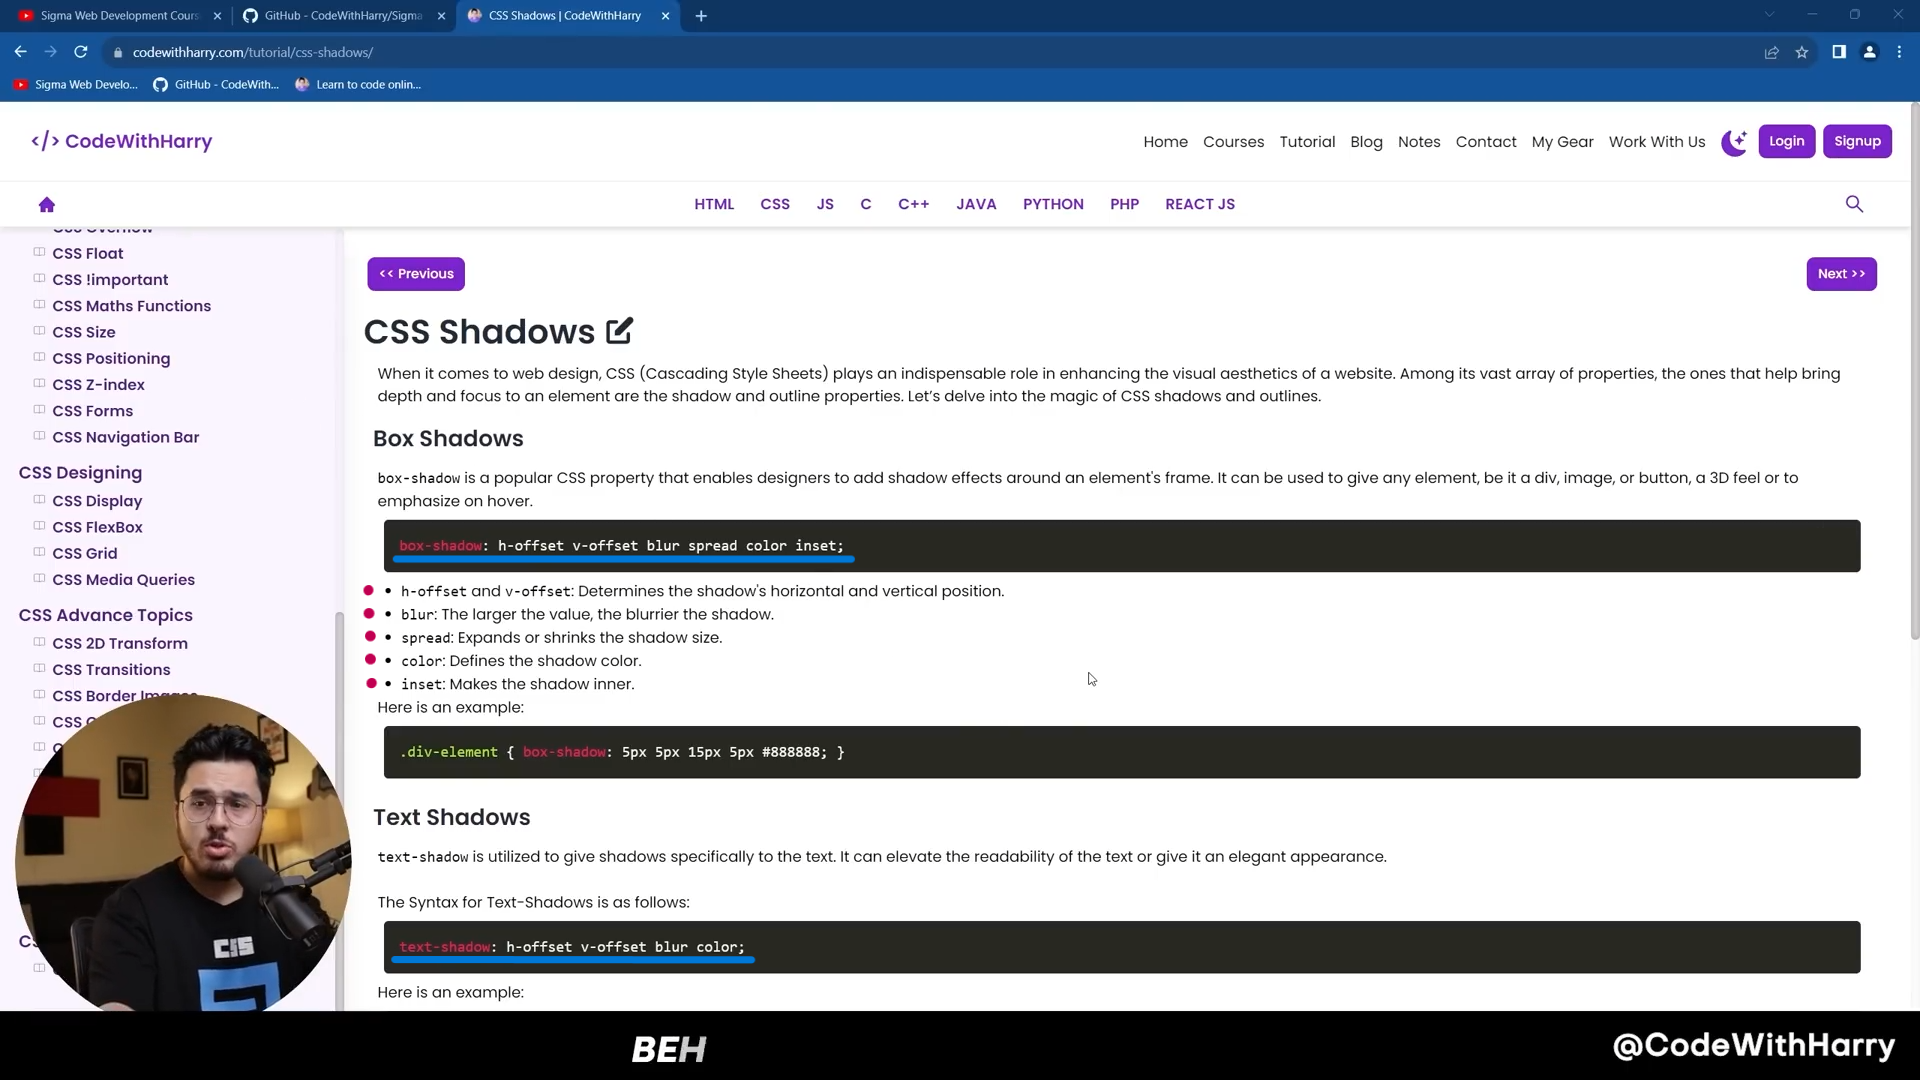 Sigma Web Development Cours
GitHub - CodeWithHarry/Sigma
CSS Shadows | CodeWithHarry
codewithharry.com/tutorial/css-shadows/
Sigma Web Develo...
GitHub - CodeWith...
Learn to code onlin...
</> CodeWithHarry
Home Courses Tutorial Blog Notes Contact My Gear Work With Us Login Signup
HTML CSS JS C C++ JAVA PYTHON PHP REACT JS
CSS Overflow
CSS Float
CSS !important
CSS Maths Functions
CSS Size
CSS Positioning
CSS Z-index
CSS Forms
CSS Navigation Bar
CSS Designing
CSS Display
CSS FlexBox
CSS Grid
CSS Media Queries
CSS Advance Topics
CSS 2D Transform
CSS Transitions
CSS Border Images
<< Previous
Next >>
CSS Shadows
When it comes to web design, CSS (Cascading Style Sheets) plays an indispensable role in enhancing the visual aesthetics of a website. Among its vast array of properties, the ones that help bring
depth and focus to an element are the shadow and outline properties. Let's delve into the magic of CSS shadows and outlines.
Box Shadows
box-shadow is a popular CSS property that enables designers to add shadow effects around an element's frame. It can be used to give any element, be it a div, image, or button, a 3D feel or to
emphasize on hover.
box-shadow: h-offset v-offset blur spread color inset;
• h-offset and v-offset: Determines the shadow's horizontal and vertical position.
• blur: The larger the value, the blurrier the shadow.
• spread: Expands or shrinks the shadow size.
• color: Defines the shadow color.
• inset: Makes the shadow inner.
Here is an example:
.div-element { box-shadow: 5px 5px 15px 5px #888888; }
Text Shadows
text-shadow is utilized to give shadows specifically to the text. It can elevate the readability of the text or give it an elegant appearance.
The Syntax for Text-Shadows is as follows:
text-shadow: h-offset v-offset blur color;
Here is an example:
BEH
@CodeWithHarry